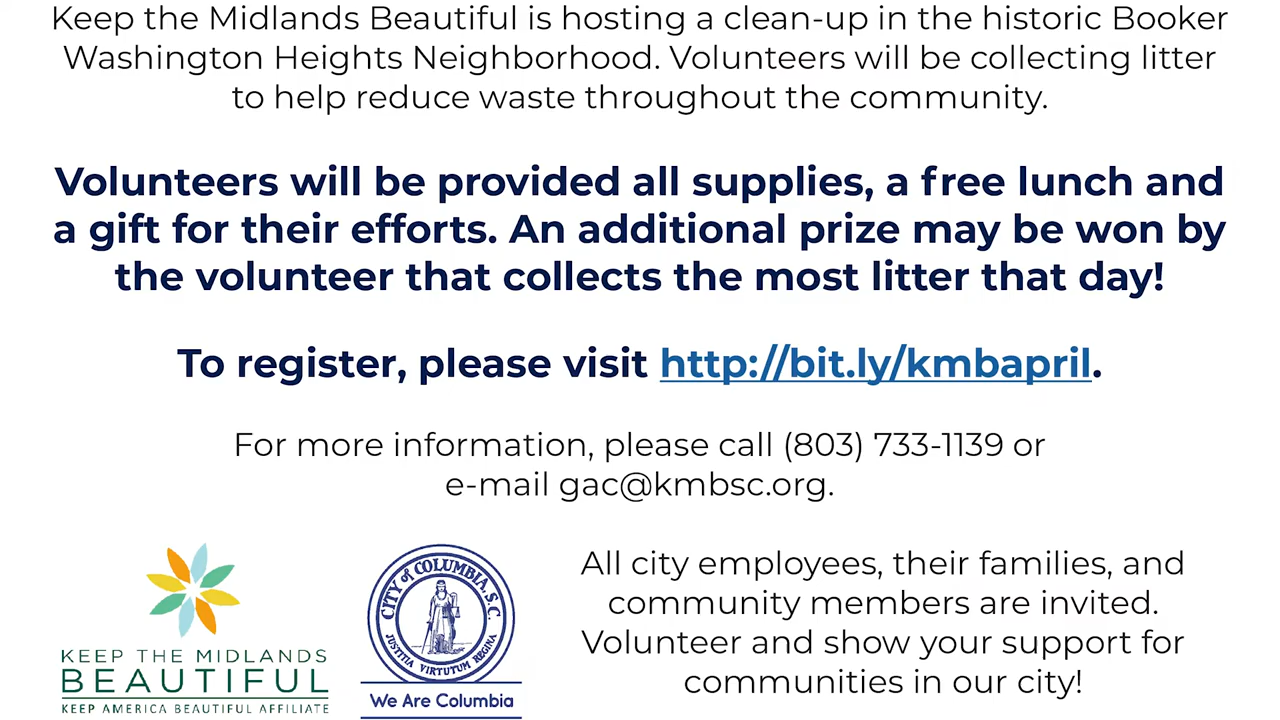 Keep the Midlands Beautiful is hosting a clean-up in the historic Booker
Washington Heights Neighborhood. Volunteers will be collecting litter
to help reduce waste throughout the community.
Volunteers will be provided all supplies, a free lunch and
a gift for their efforts. An additional prize may be won by
the volunteer that collects the most litter that day!
To register, please visit http://bit.ly/kmbapril.
For more information, please call (803) 733-1139 or
e-mail gac@kmbsc.org.
KEEP THE MIDLANDS
BEAUTIFUL
KEEP AMERICA BEAUTIFUL AFFILIATE
CITY of COLUMBIA, S.C.
JUSTITIA VIRTUTUM REGINA
We Are Columbia
All city employees, their families, and
community members are invited.
Volunteer and show your support for
communities in our city!